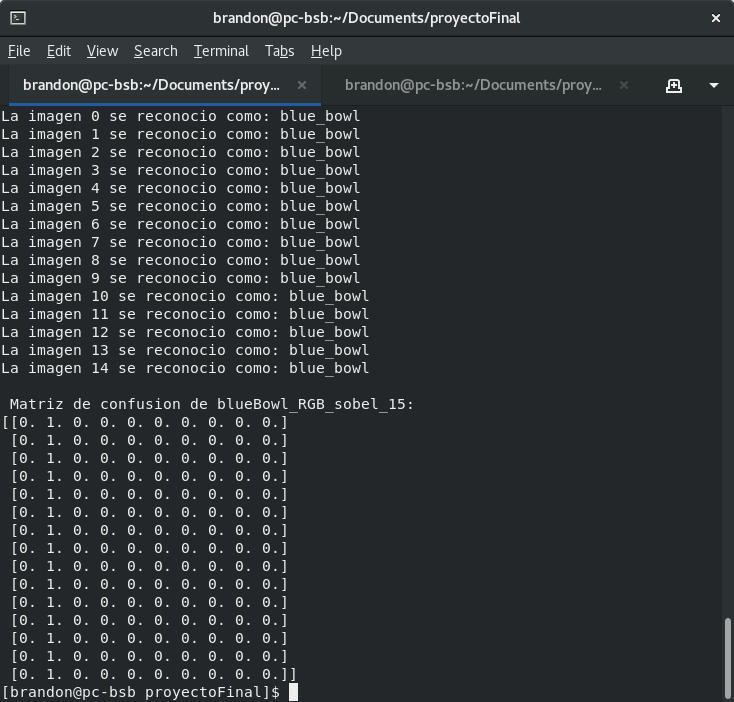 brandon@pc-bsb:~/Documents/proyectoFinal
File Edit View Search Terminal Tabs Help
brandon@pc-bsb:~/Documents/proy... brandon@pc-bsb:~/Documents/proy...
La imagen 0 se reconocio como: blue_bowl
La imagen 1 se reconocio como: blue_bowl
La imagen 2 se reconocio como: blue_bowl
La imagen 3 se reconocio como: blue_bowl
La imagen 4 se reconocio como: blue_bowl
La imagen 5 se reconocio como: blue_bowl
La imagen 6 se reconocio como: blue_bowl
La imagen 7 se reconocio como: blue_bowl
La imagen 8 se reconocio como: blue_bowl
La imagen 9 se reconocio como: blue_bowl
La imagen 10 se reconocio como: blue_bowl
La imagen 11 se reconocio como: blue_bowl
La imagen 12 se reconocio como: blue_bowl
La imagen 13 se reconocio como: blue_bowl
La imagen 14 se reconocio como: blue_bowl
Matriz de confusion de blueBowl_RGB_sobel_15:
[[0. 1. 0. 0. 0. 0. 0. 0. 0. 0.]
[0. 1. 0. 0. 0. 0. 0. 0. 0. 0.]
[0. 1. 0. 0. 0. 0. 0. 0. 0. 0.]
[0. 1. 0. 0. 0. 0. 0. 0. 0. 0.]
[0. 1. 0. 0. 0. 0. 0. 0. 0. 0.]
[0. 1. 0. 0. 0. 0. 0. 0. 0. 0.]
[0. 1. 0. 0. 0. 0. 0. 0. 0. 0.]
[0. 1. 0. 0. 0. 0. 0. 0. 0. 0.]
[0. 1. 0. 0. 0. 0. 0. 0. 0. 0.]
[0. 1. 0. 0. 0. 0. 0. 0. 0. 0.]
[0. 1. 0. 0. 0. 0. 0. 0. 0. 0.]
[0. 1. 0. 0. 0. 0. 0. 0. 0. 0.]
[0. 1. 0. 0. 0. 0. 0. 0. 0. 0.]
[0. 1. 0. 0. 0. 0. 0. 0. 0. 0.]
[0. 1. 0. 0. 0. 0. 0. 0. 0. 0.]]
[brandon@pc-bsb proyectoFinal]$